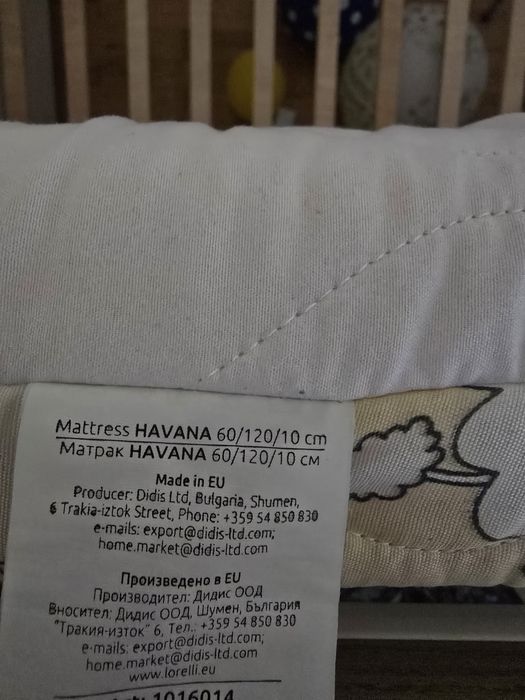 Mattress HAVANA 60/120/10 cm
Матрак HAVANA 60/120/10 см
Made in EU
Producer: Didis Ltd, Bulgaria, Shumen,
6 Trakia-iztok Street, Phone: +359 54 850 830
e-mails: export@didis-ltd.com;
home.market@didis-ltd.com
Произведено в EU
Производител: Дидис ООД
Вносител: Дидис ООД, Шумен, България
"Тракия-изток" 6, Тел.: +359 54 850 830
e-mails: export@didis-ltd.com;
home.market@didis-ltd.com
www.lorelli.eu
1016014